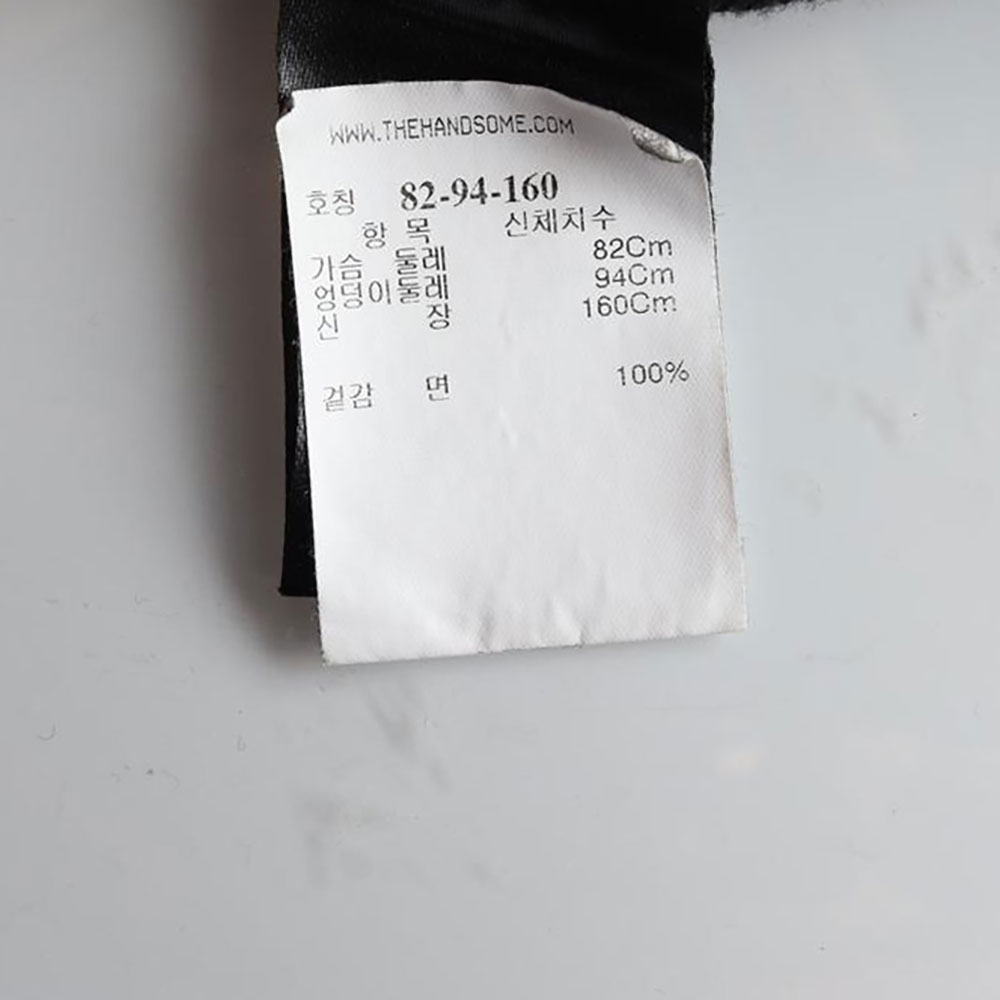 WWW.THEHANDSOME.COM
호칭 82-94-160
항 목 신체치수
가슴 둘레 82Cm
엉덩이둘레 94Cm
신 장 160Cm
겉감 면 100%